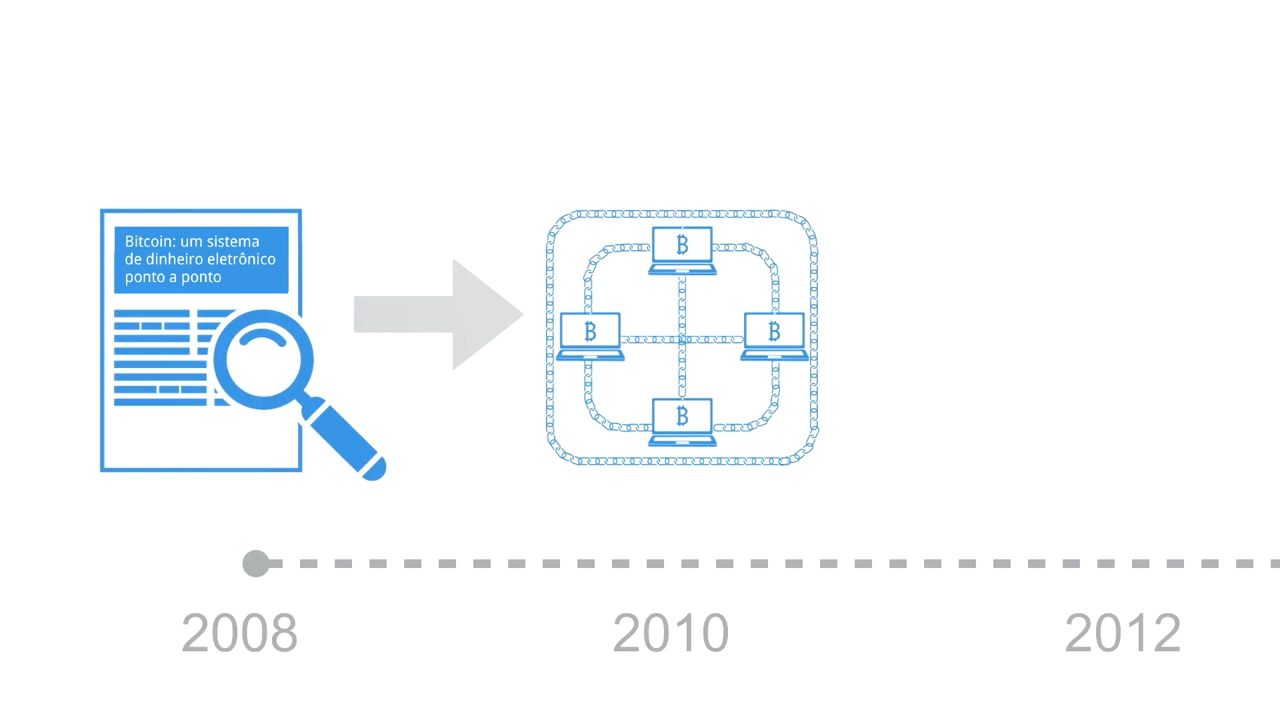 Bitcoin: um sistema
de dinheiro eletrônico
ponto a ponto
2008
2010
2012